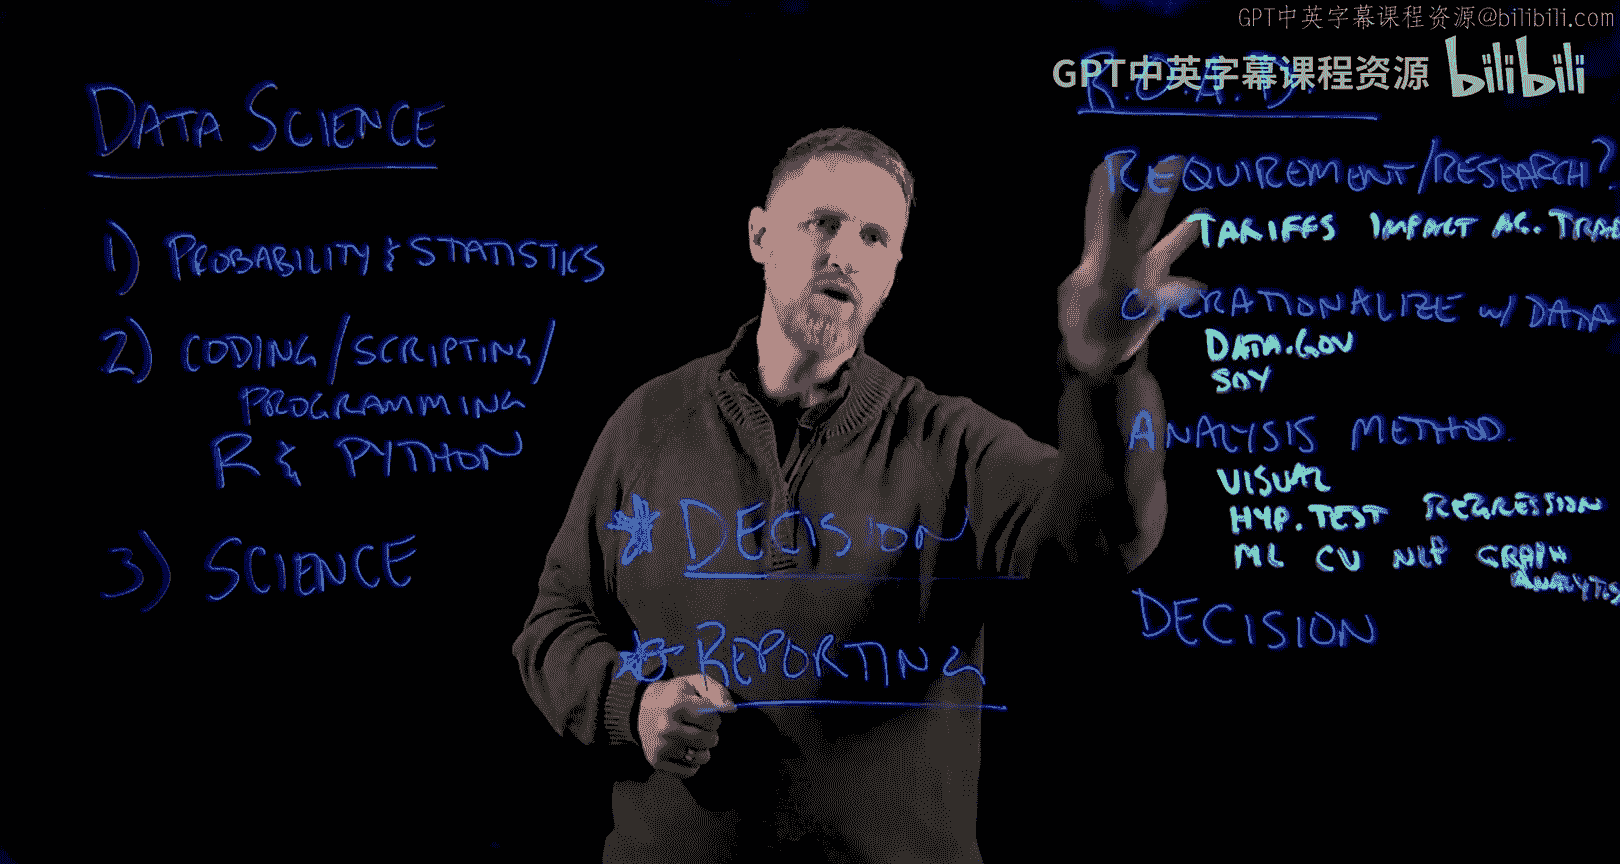 GPT中英字幕课程资源@bilibili.com
GPT中英字幕课程资源 bilibili
DATA SCIENCE
1) PROBABILITY & STATISTICS
2) CODING/SCRIPTING/
PROGRAMMING
R & PYTHON
3) SCIENCE
DECISION
REPORTING
R.O.A.D.
REQUIREMENT/RESEARCH?
TARIFFS IMPACT AG. TRADE
OPERATIONALIZE w/ DATA
DATA.GOV
SOY
ANALYSIS METHOD.
VISUAL
HYP. TEST REGRESSION
ML CV NLP GRAPH
ANALYTICS
DECISION